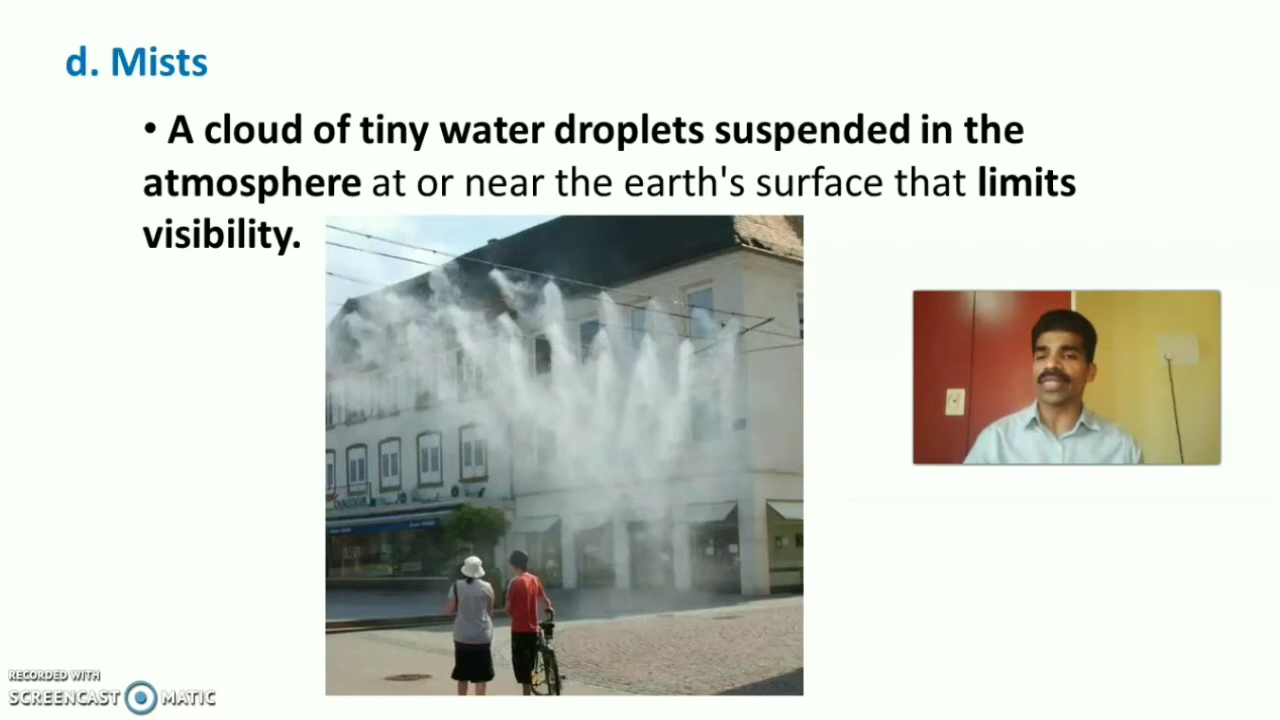 d. Mists
• A cloud of tiny water droplets suspended in the
atmosphere at or near the earth's surface that limits
visibility.
RECORDED WITH
SCREENCAST MATIC